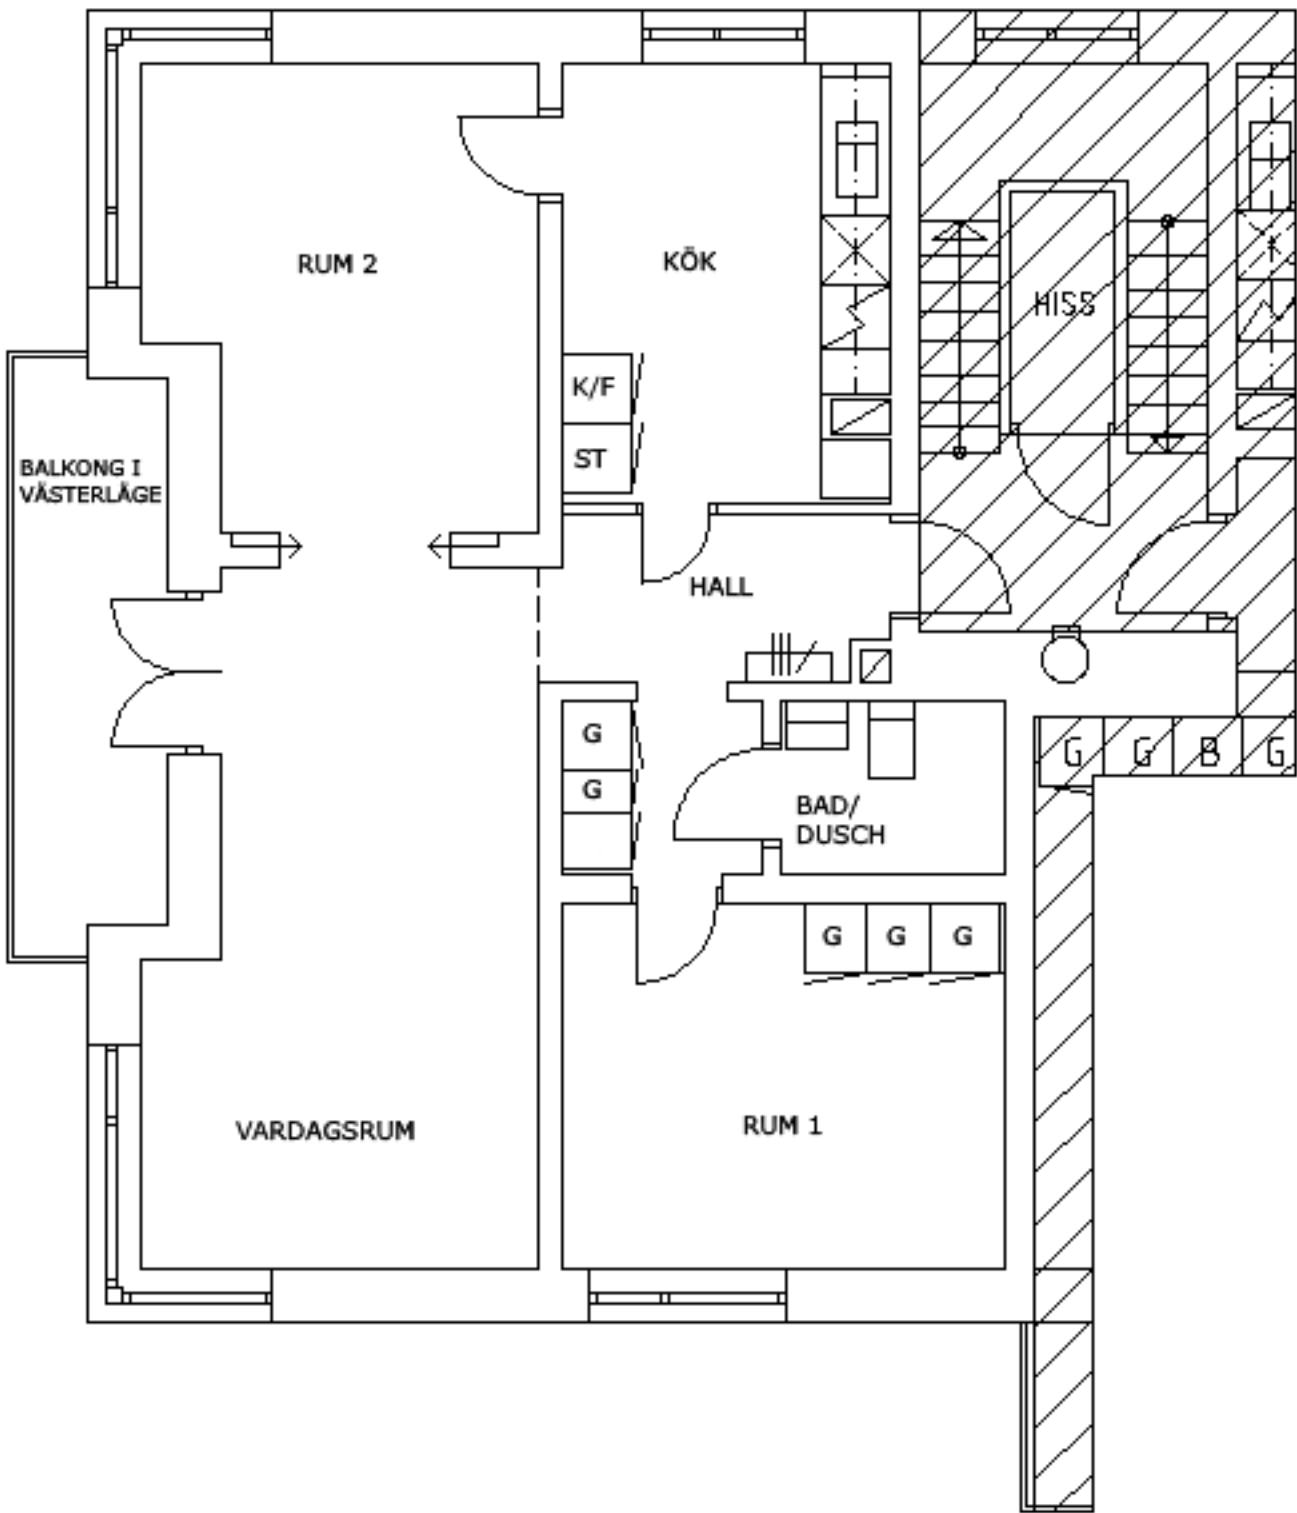 RUM 2
KÖK
HISS
K/F
ST
BALKONG I
VÄSTERLÄGE
HALL
G
G
G
G
B
G
BAD/
DUSCH
G
G
G
VARDAGSRUM
RUM 1